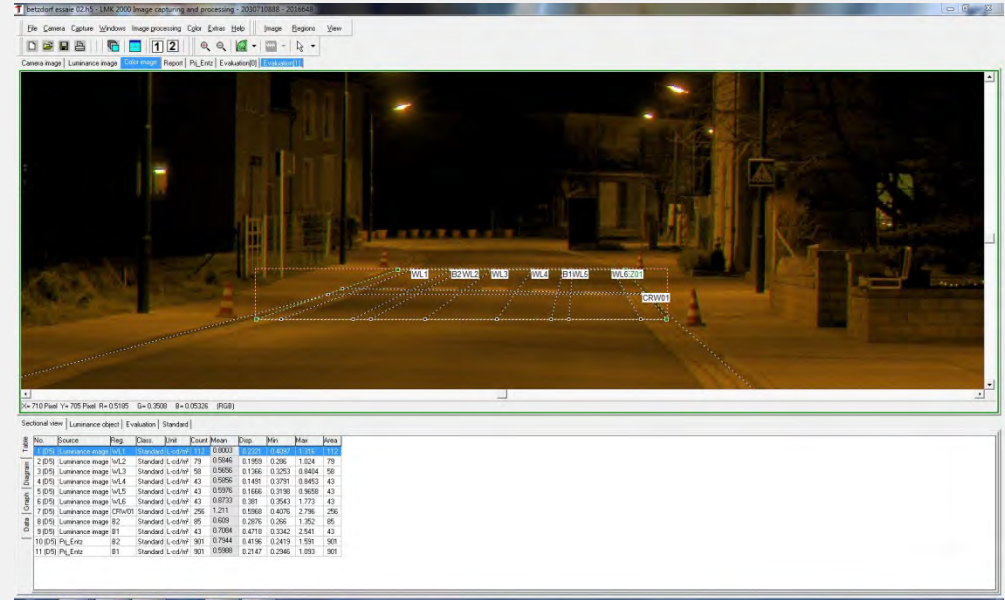 betzdorf essaie 02.h5 - LMK 2000 Image capturing and processing - 2030710888 - 2016648
File Camera Capture Windows Image processing Color Extras Help Image Regions View
1 2
Camera image Luminance image Color image Report Prj_Entz Evaluation[0] Evaluation[1]
WL1 B2 WL2 WL3 WL4 B1 WL5 WL6 Z01
CRW01
X= 710 Pixel Y= 705 Pixel R= 0.5185 G= 0.3508 B= 0.05326 (RGB)
Sectional view Luminance object Evaluation Standard
Table
Diagram
Graph
Data
No. Source Reg. Class. Unit Count Mean Disp. Min Max Area
1 (D5) Luminance image WL1 Standard L-cd/m² 112 0.8003 0.2321 0.4097 1.316 112
2 (D5) Luminance image WL2 Standard L-cd/m² 79 0.5846 0.1959 0.286 1.024 79
3 (D5) Luminance image WL3 Standard L-cd/m² 58 0.5656 0.1366 0.3253 0.8404 58
4 (D5) Luminance image WL4 Standard L-cd/m² 43 0.5856 0.1491 0.3791 0.8453 43
5 (D5) Luminance image WL5 Standard L-cd/m² 43 0.5976 0.1666 0.3198 0.9658 43
6 (D5) Luminance image WL6 Standard L-cd/m² 43 0.8733 0.381 0.3543 1.773 43
7 (D5) Luminance image CRW01 Standard L-cd/m² 256 1.211 0.5968 0.4076 2.796 256
8 (D5) Luminance image B2 Standard L-cd/m² 85 0.609 0.2876 0.266 1.352 85
9 (D5) Luminance image B1 Standard L-cd/m² 43 0.7084 0.4718 0.3342 2.541 43
10 (D5) Prj_Entz B2 Standard L-cd/m² 901 0.7944 0.4196 0.2419 1.591 901
11 (D5) Prj_Entz B1 Standard L-cd/m² 901 0.5988 0.2147 0.2946 1.093 901